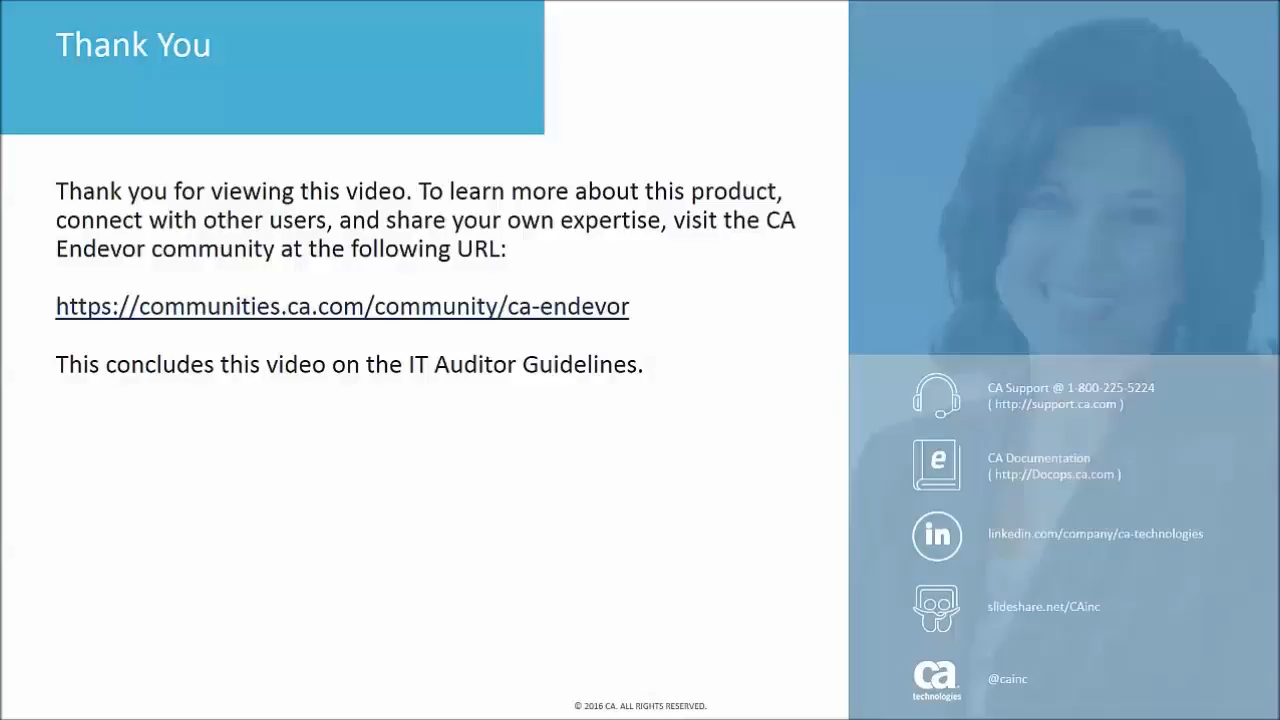 Thank You
Thank you for viewing this video. To learn more about this product,
connect with other users, and share your own expertise, visit the CA
Endevor community at the following URL:
https://communities.ca.com/community/ca-endevor
This concludes this video on the IT Auditor Guidelines.
CA Support @ 1-800-225-5224
( http://support.ca.com )
e
CA Documentation
( http://Docops.ca.com )
in
linkedin.com/company/ca-technologies
slideshare.net/CAinc
ca
technologies
@cainc
© 2016 CA. ALL RIGHTS RESERVED.